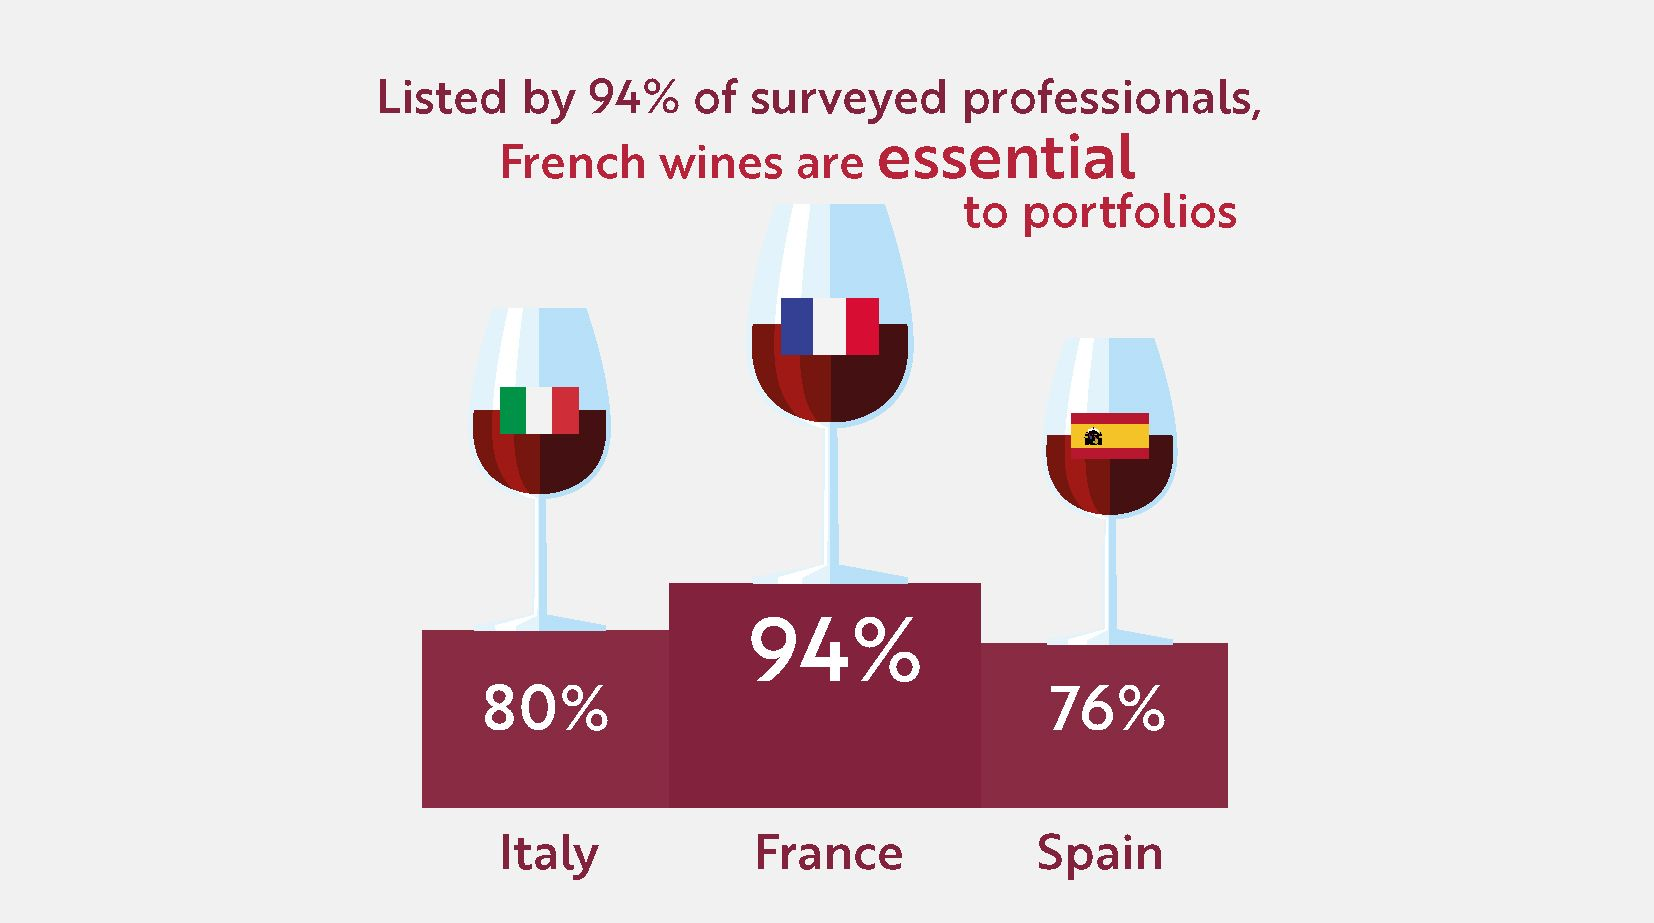 Listed by 94% of surveyed professionals,
French wines are essential
to portfolios
80%
94%
76%
Italy
France
Spain